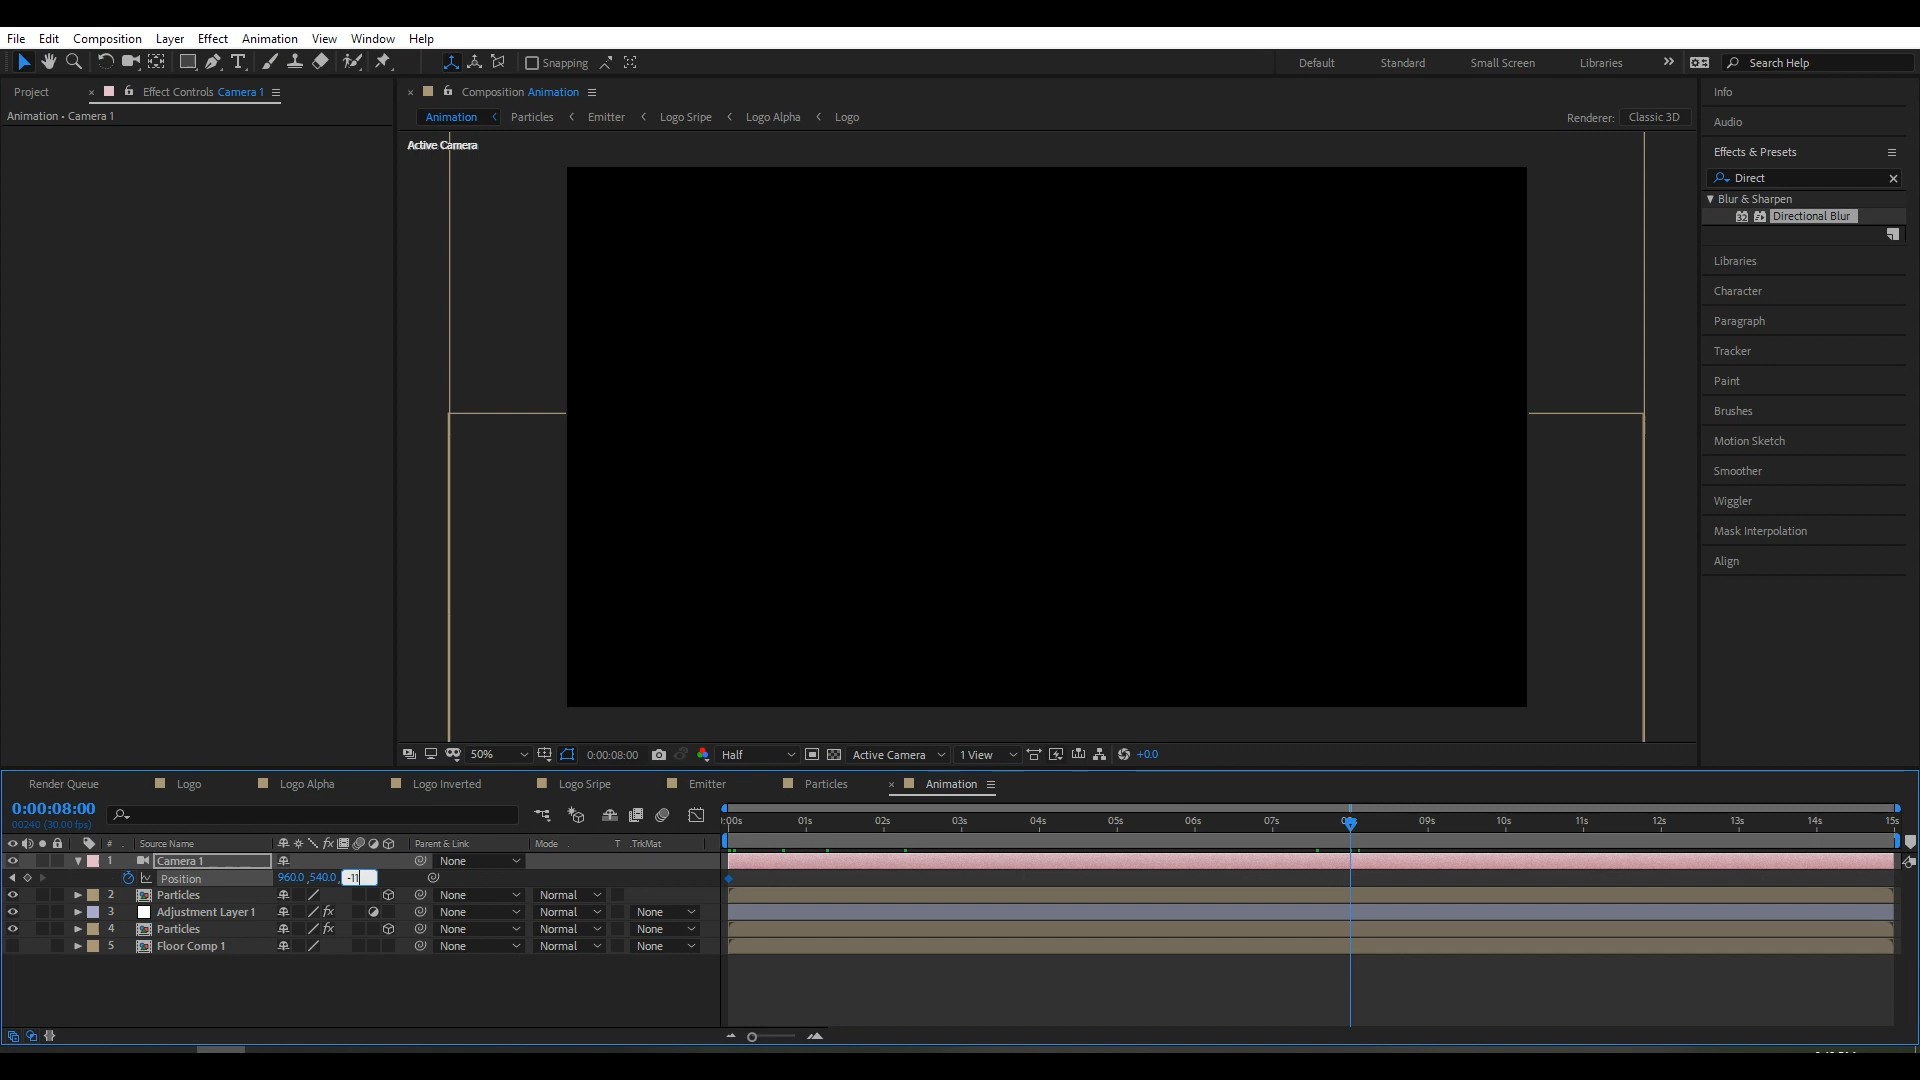 File Edit Composition Layer Effect Animation View Window Help
Snapping Default Standard Small Screen Libraries Search Help
Project Effect Controls Camera 1
Composition Animation
Info
Animation • Camera 1
Animation Particles Emitter Logo Sripe Logo Alpha Logo
Renderer: Classic 3D
Audio
Active Camera
Effects & Presets
Direct
Blur & Sharpen
32 Directional Blur
Libraries
Character
Paragraph
Tracker
Paint
Brushes
Motion Sketch
Smoother
Wiggler
Mask Interpolation
Align
50% 0:00:08:00 Half Active Camera 1 View +0.0
Render Queue Logo Logo Alpha Logo Inverted Logo Sripe Emitter Particles Animation
0:00:08:00
00240 (30.00 fps)
:00s 01s 02s 03s 04s 05s 06s 07s 09s 10s 11s 12s 13s 14s 15s
# Source Name fx Parent & Link Mode T .TrkMat
1 Camera 1 None
Position 960.0 ,540.0 , -11
2 Particles None Normal
3 Adjustment Layer 1 fx None Normal None
4 Particles fx None Normal None
5 Floor Comp 1 None Normal None